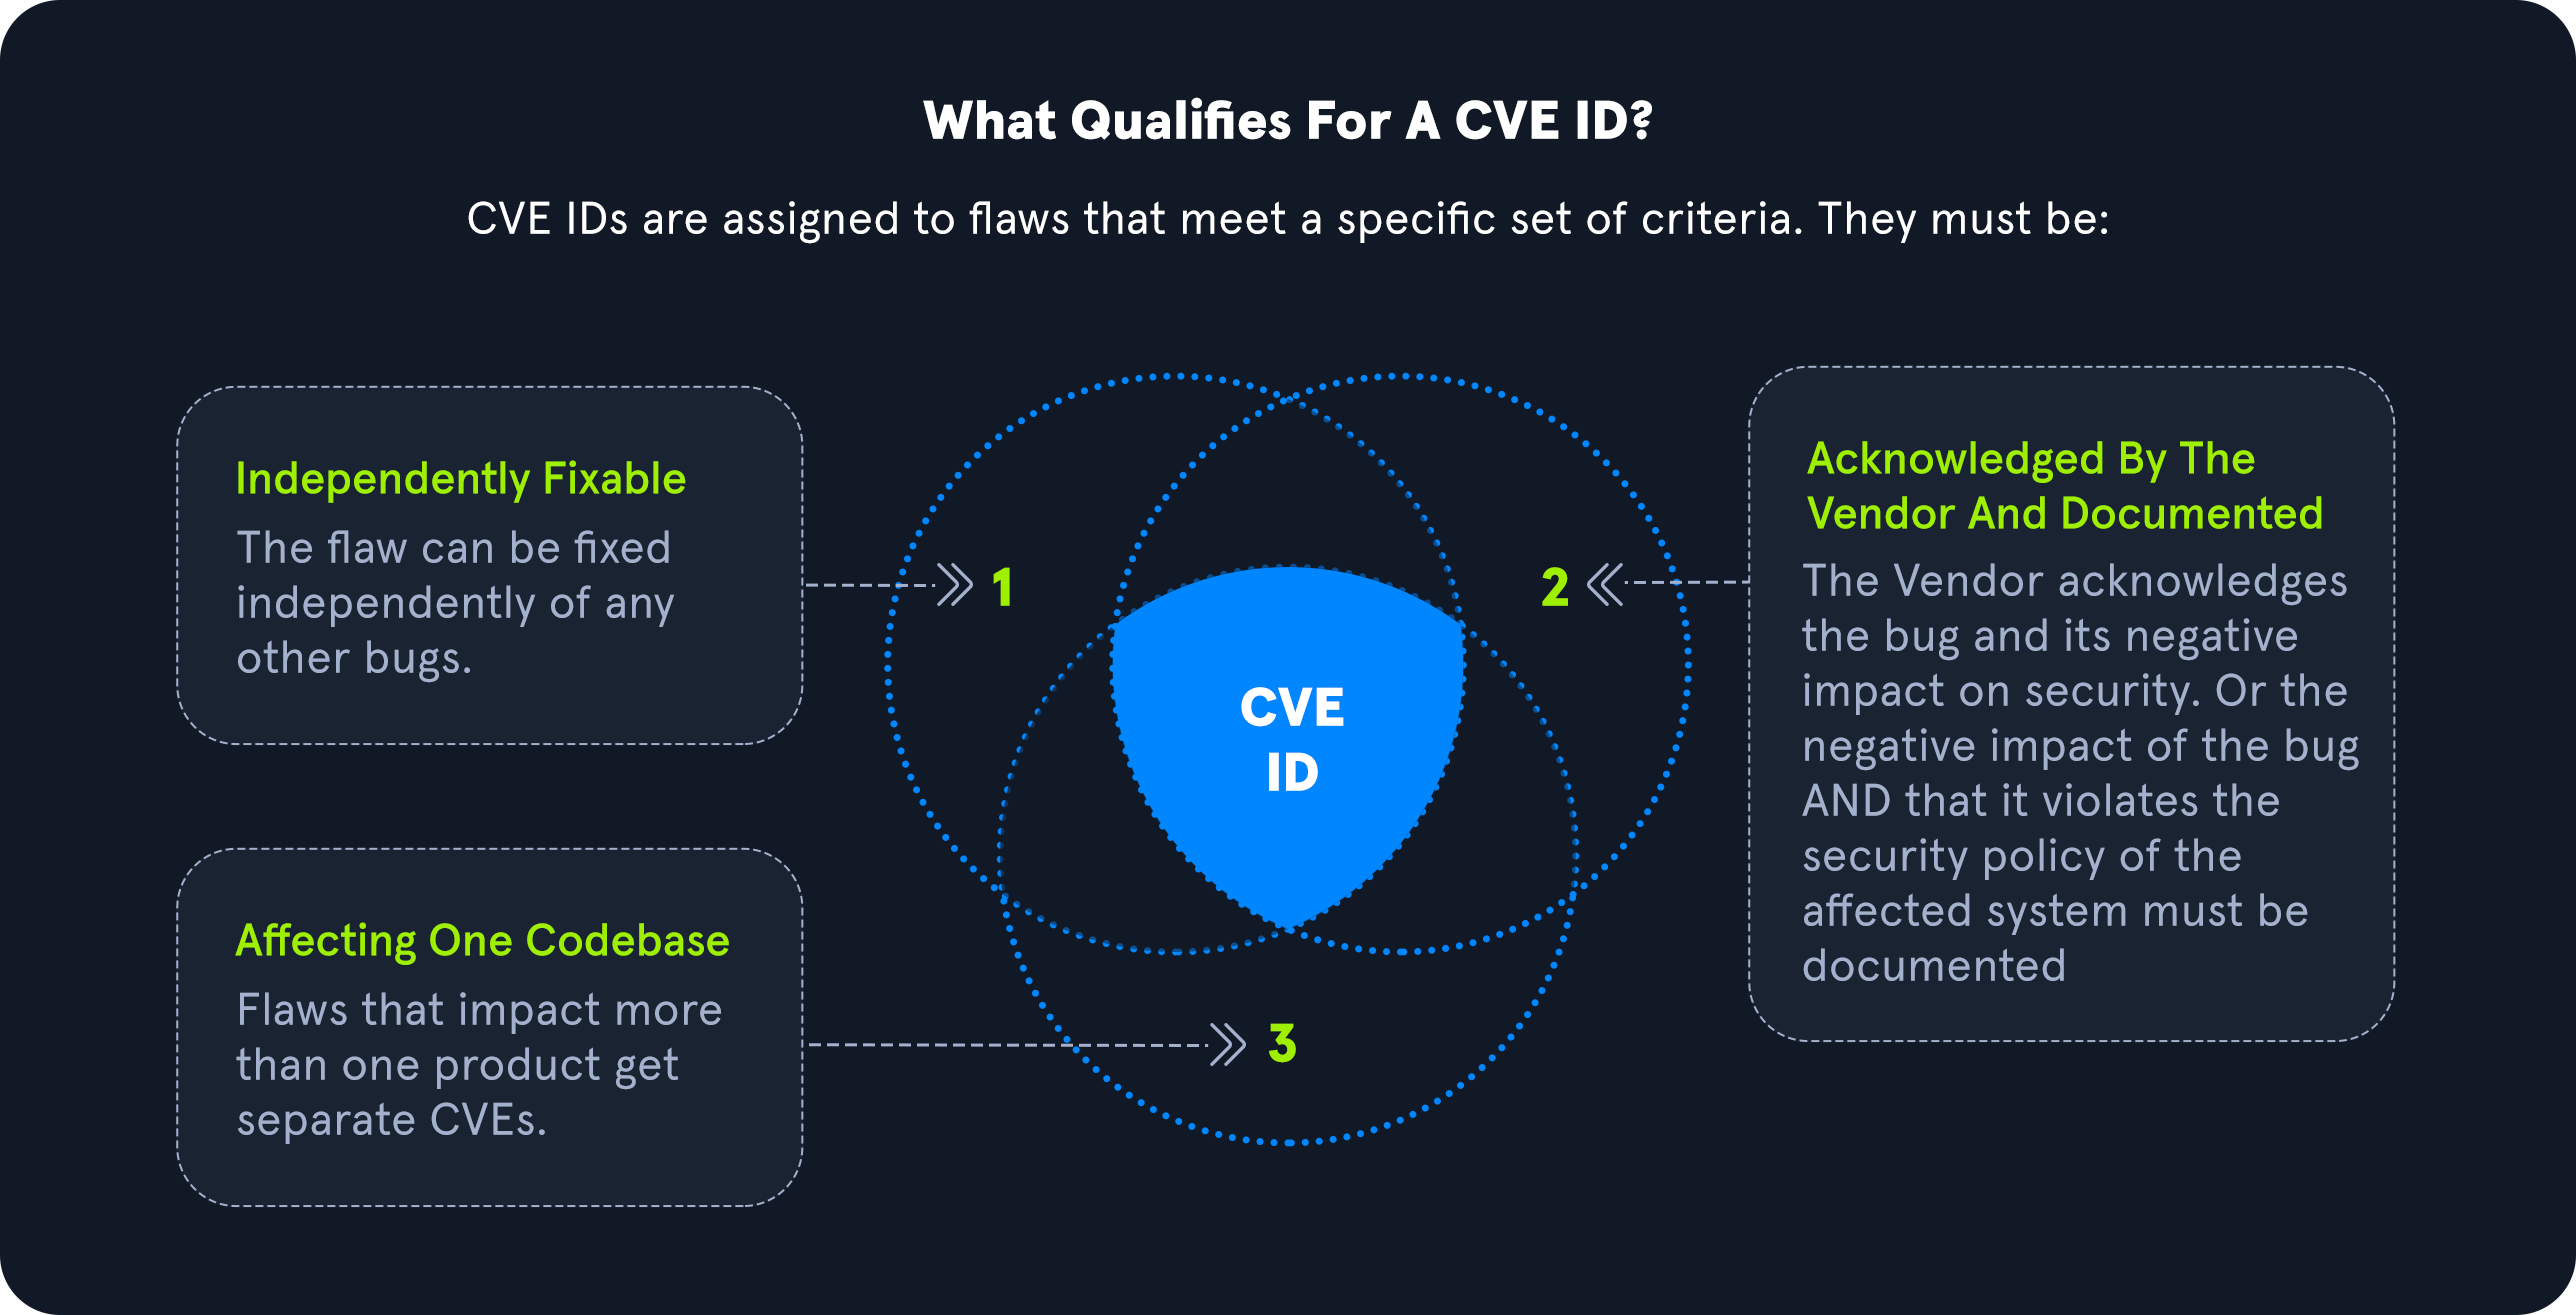 What Qualifies For A CVE ID?
CVE IDs are assigned to flaws that meet a specific set of criteria. They must be:
Independently Fixable
The flaw can be fixed
independently of any
other bugs.
1
2
Acknowledged By The
Vendor And Documented
The Vendor acknowledges
the bug and its negative
impact on security. Or the
negative impact of the bug
AND that it violates the
security policy of the
affected system must be
documented
CVE
ID
Affecting One Codebase
Flaws that impact more
than one product get
separate CVEs.
3